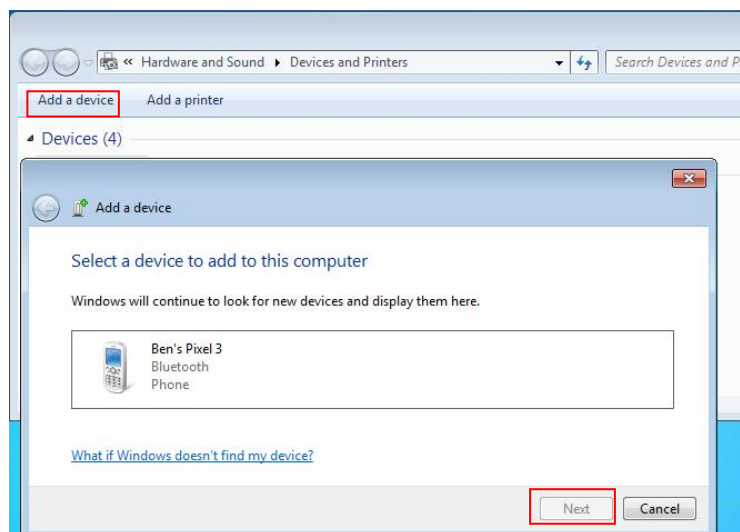 « Hardware and Sound ▸ Devices and Printers
Search Devices and P
Add a device Add a printer
Devices (4)
Add a device
Select a device to add to this computer
Windows will continue to look for new devices and display them here.
Ben's Pixel 3
Bluetooth
Phone
What if Windows doesn't find my device?
Next Cancel